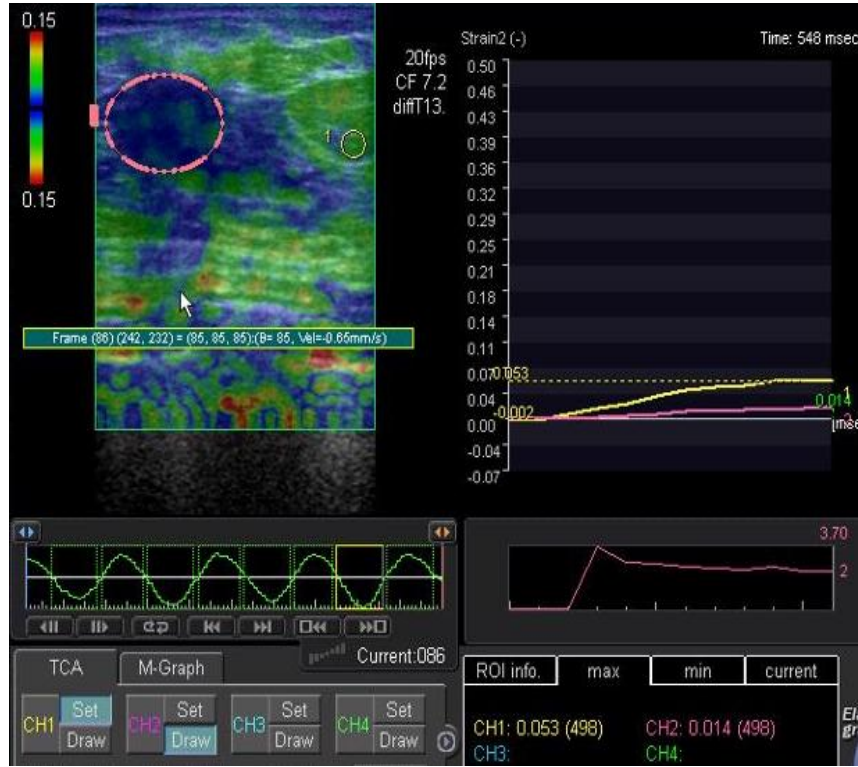 0.15
0.15
20fps
CF 7.2
diffT13.
1
Frame (86) (242, 232) = (85, 85, 85):(B= 85, Vel=-0.65mm/s)
Strain2 (-)
Time: 548 msec
0.50
0.46
0.43
0.39
0.36
0.32
0.29
0.25
0.21
0.18
0.14
0.11
0.07
0.04
0.00
-0.04
-0.07
0.053
-0.002
1
0.014
2
3.70
2
Current:086
TCA
M-Graph
CH1
Set
Draw
CH2
Set
Draw
CH3
Set
Draw
CH4
Set
Draw
ROI info.
max
min
current
CH1: 0.053 (498)
CH2: 0.014 (498)
CH3:
CH4: